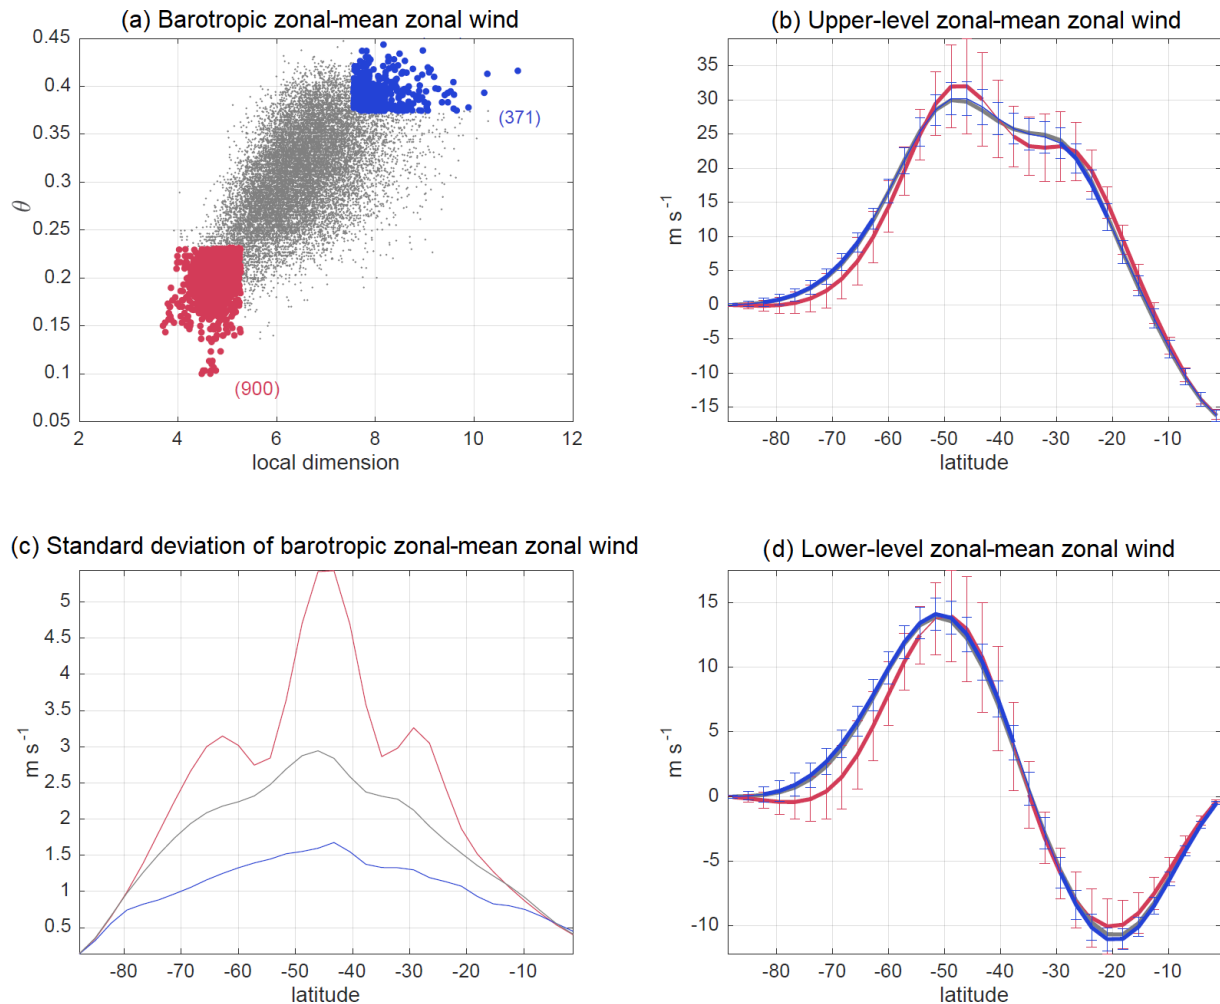 (a) Barotropic zonal-mean zonal wind
0.45
0.4
0.35
0.3
0.25
0.2
0.15
0.1
0.05
θ
(371)
(900)
2 4 6 8 10 12
local dimension
(b) Upper-level zonal-mean zonal wind
35
30
25
20
15
10
5
0
-5
-10
-15
m s⁻¹
-80 -70 -60 -50 -40 -30 -20 -10
latitude
(c) Standard deviation of barotropic zonal-mean zonal wind
5
4.5
4
3.5
3
2.5
2
1.5
1
0.5
m s⁻¹
-80 -70 -60 -50 -40 -30 -20 -10
latitude
(d) Lower-level zonal-mean zonal wind
15
10
5
0
-5
-10
m s⁻¹
-80 -70 -60 -50 -40 -30 -20 -10
latitude